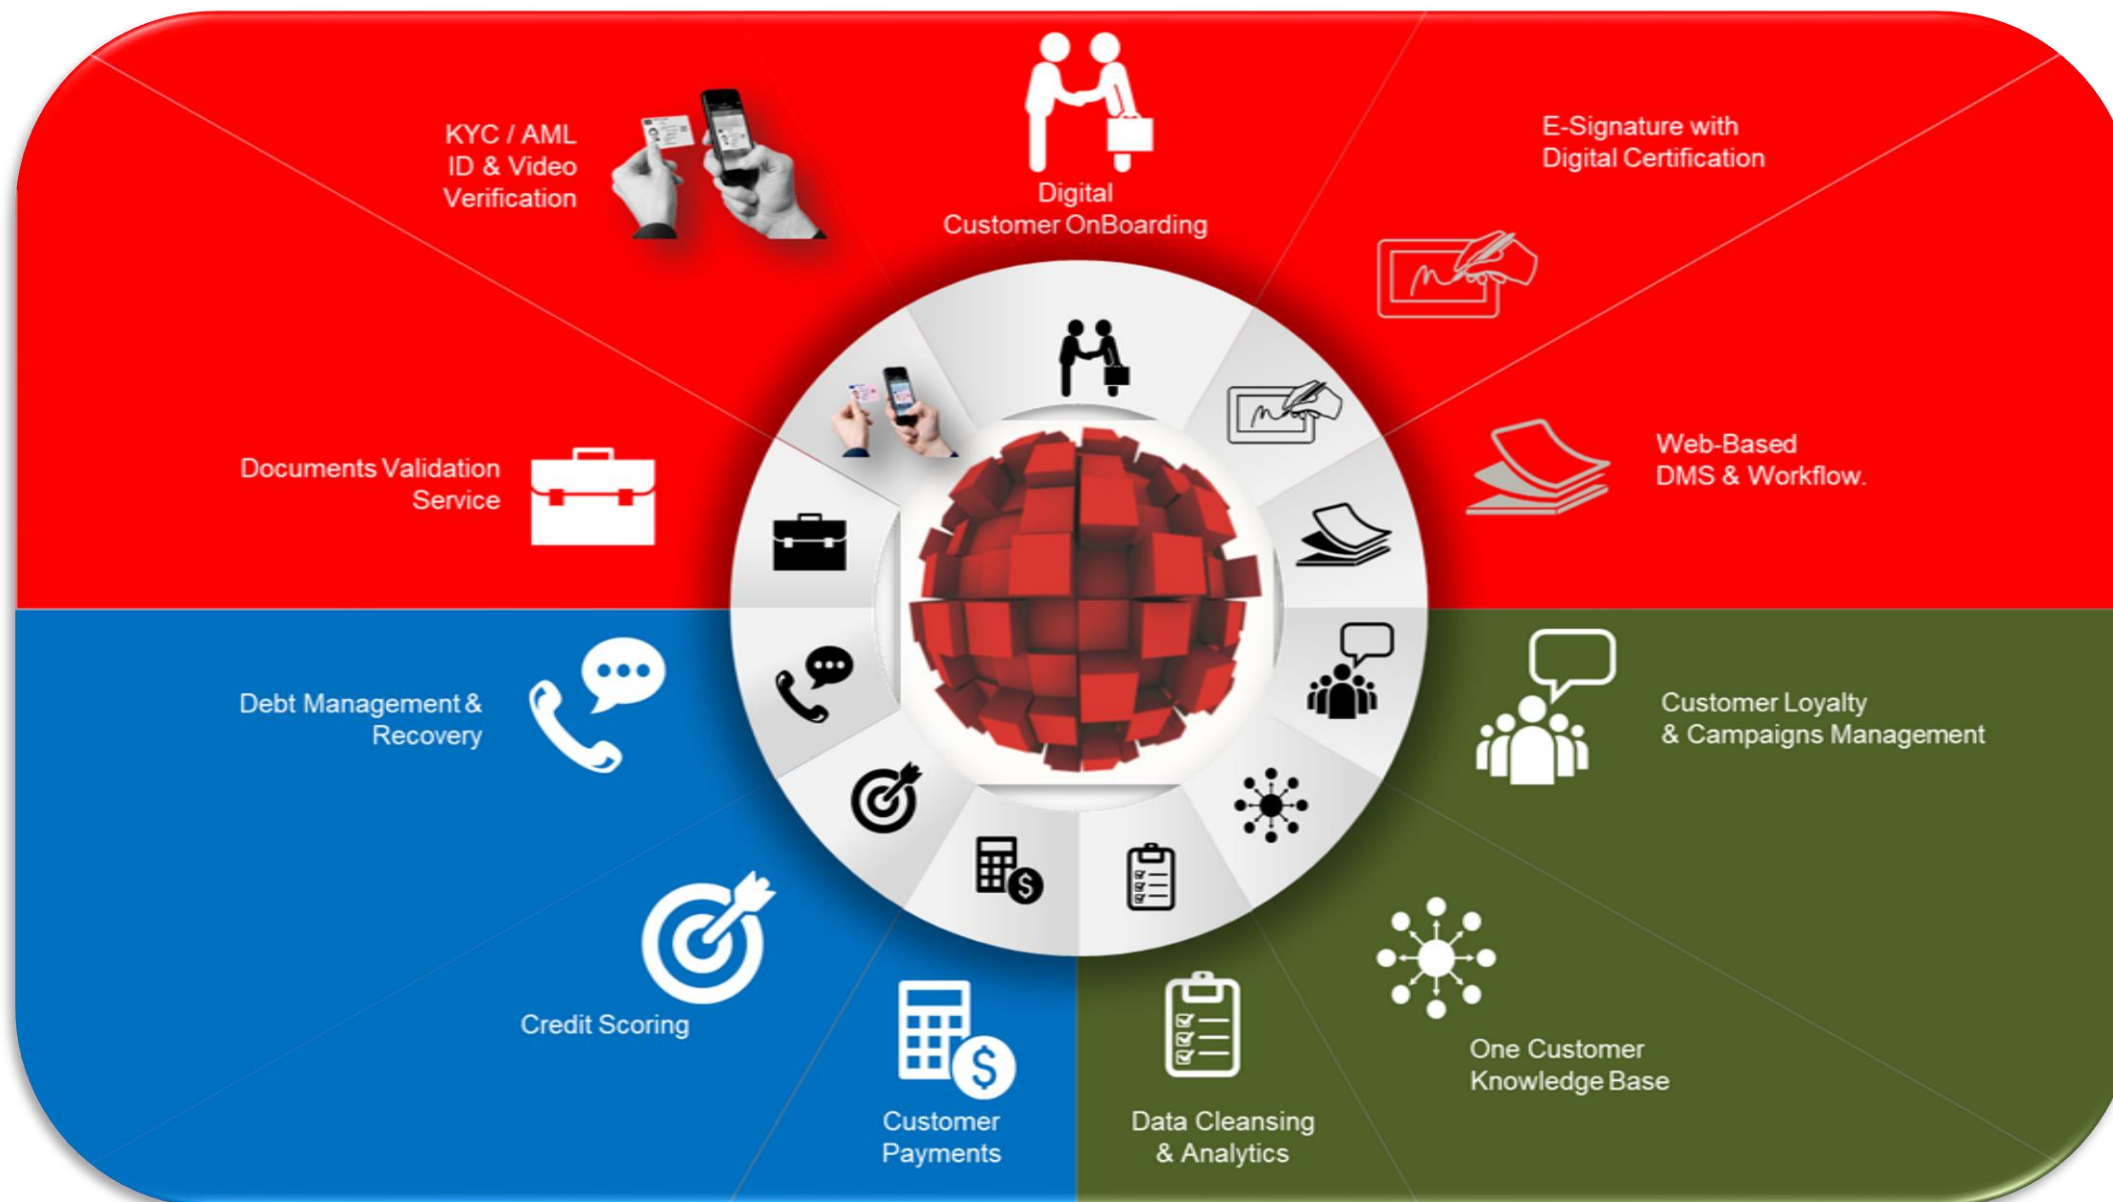 Digital
Customer OnBoarding
KYC / AML
ID & Video
Verification
E-Signature with
Digital Certification
Documents Validation
Service
Web-Based
DMS & Workflow.
Debt Management &
Recovery
Customer Loyalty
& Campaigns Management
Credit Scoring
One Customer
Knowledge Base
Customer
Payments
Data Cleansing
& Analytics